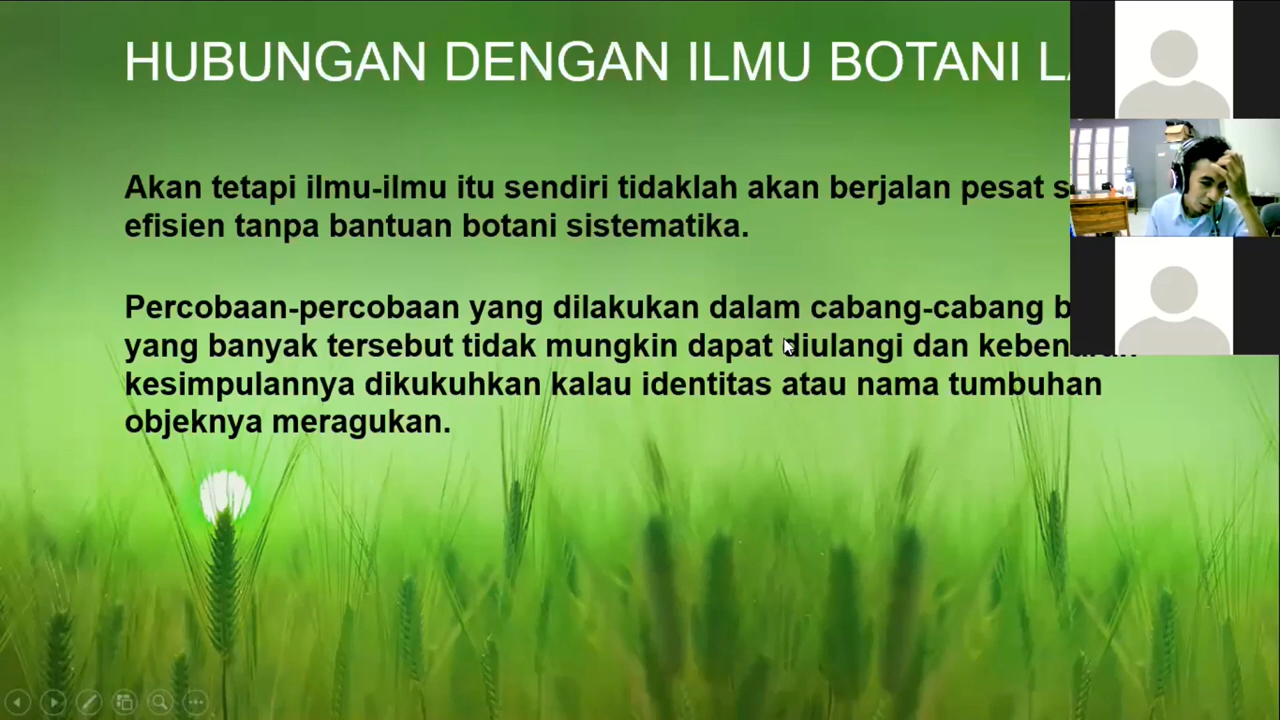 HUBUNGAN DENGAN ILMU BOTANI
Akan tetapi ilmu-ilmu itu sendiri tidaklah akan berjalan pesat
efisien tanpa bantuan botani sistematika.
Percobaan-percobaan yang dilakukan dalam cabang-cabang
yang banyak tersebut tidak mungkin dapat diulangi dan
kesimpulannya dikukuhkan kalau identitas atau nama tumbuhan
objeknya meragukan.